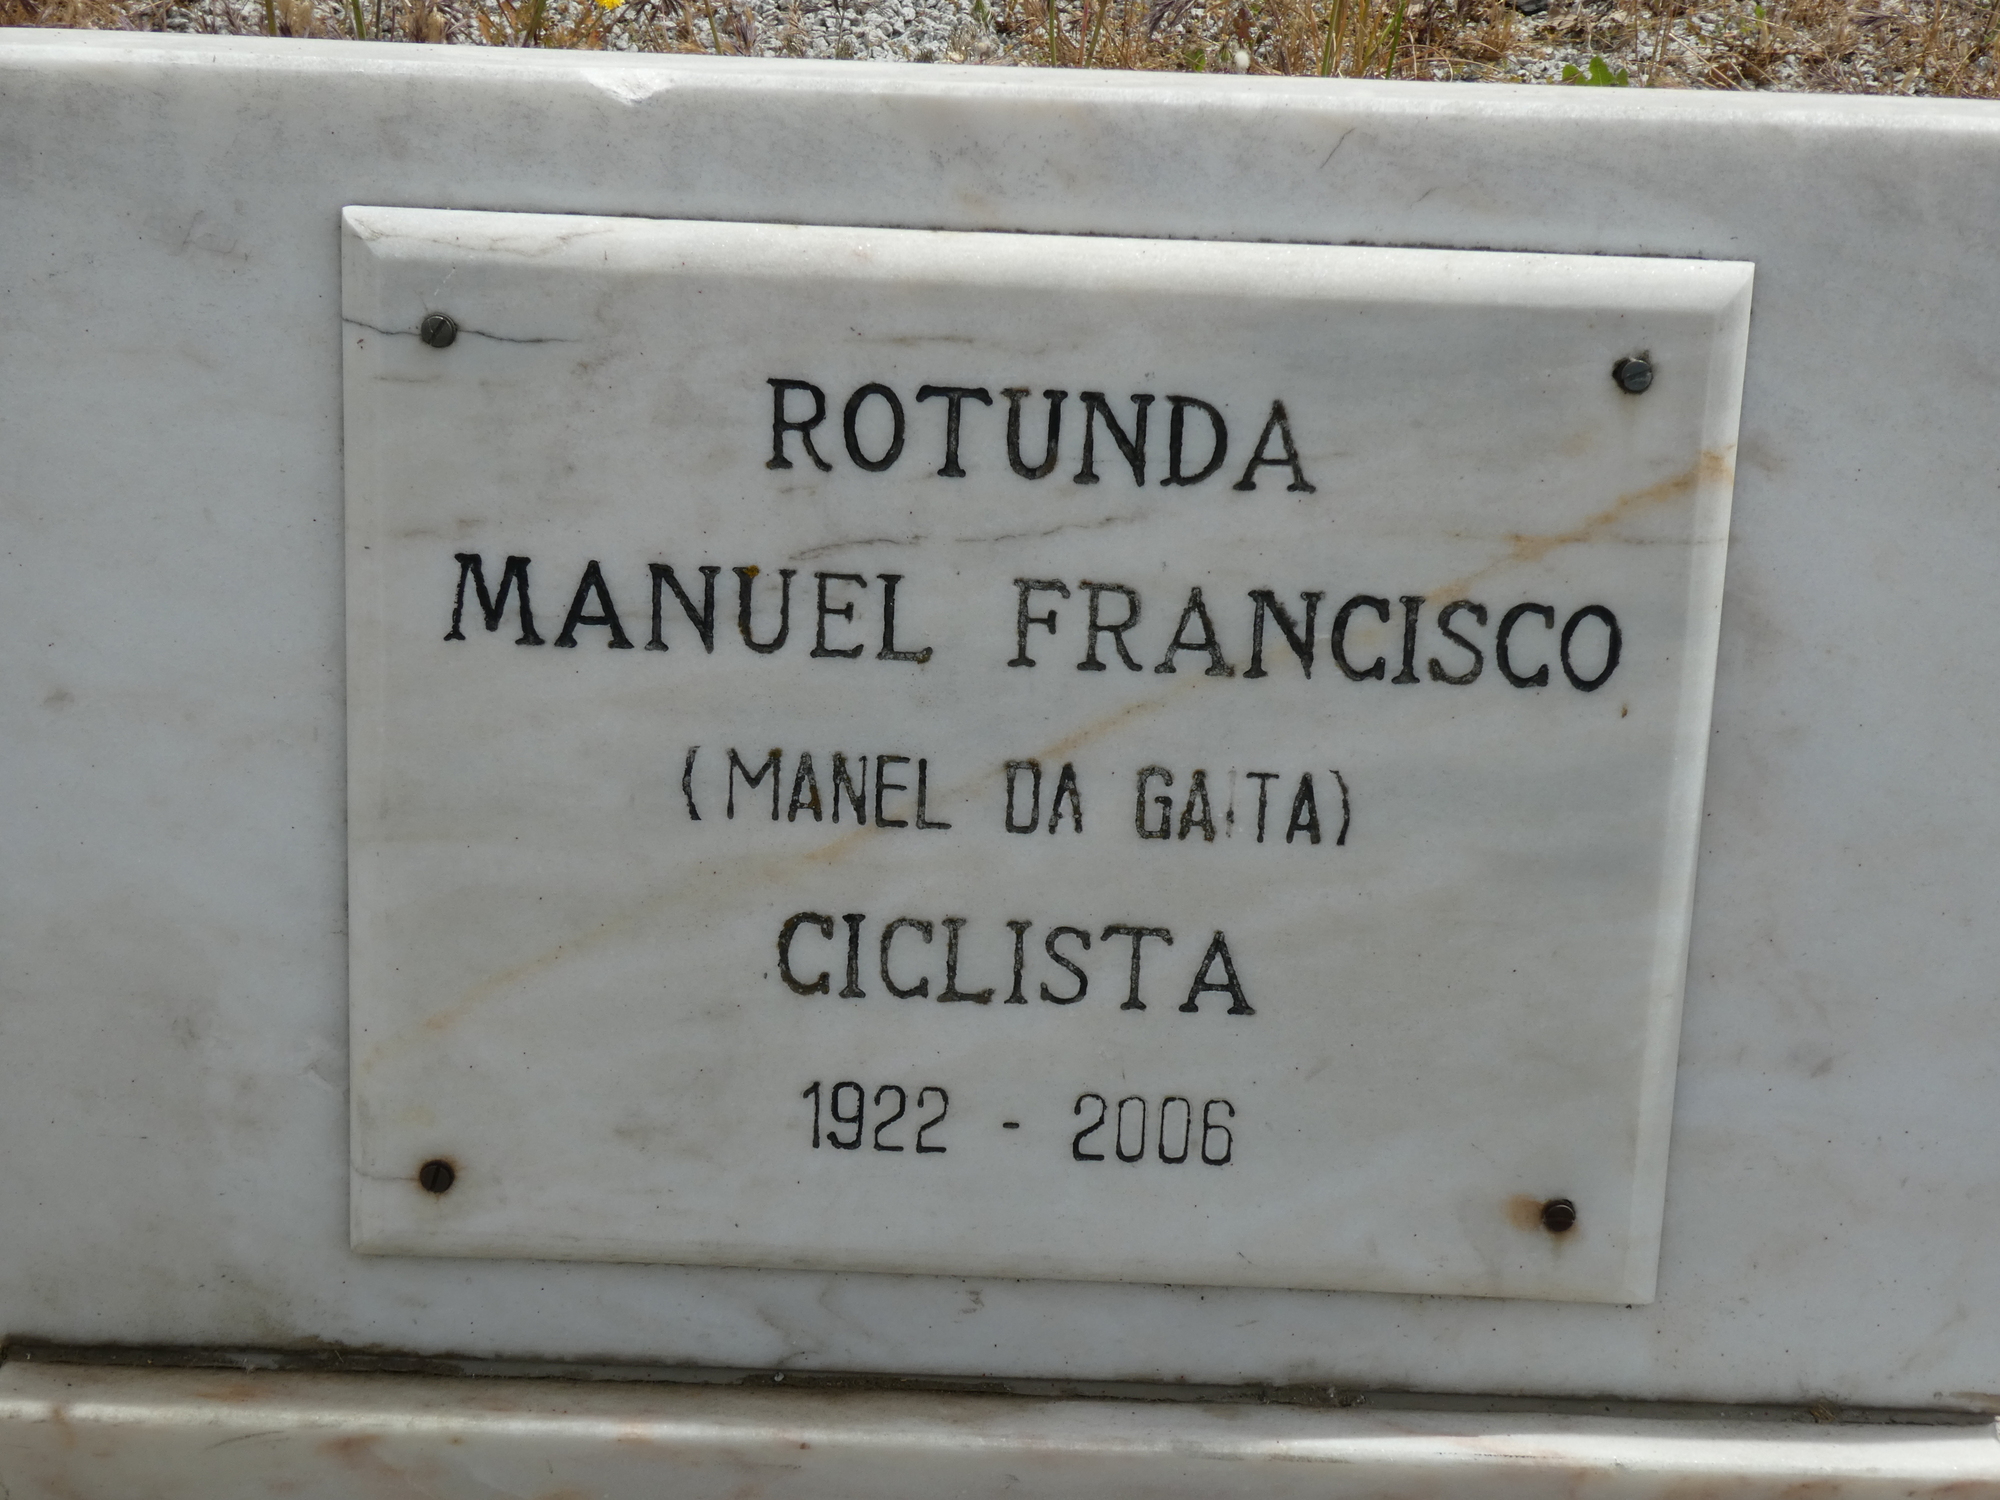 ROTUNDA
MANUEL FRANCISCO
(MANEL DA GAITA)
CICLISTA
1922 - 2006